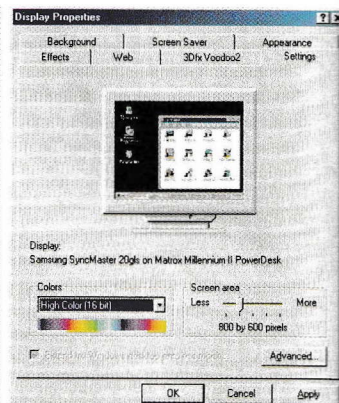 Display Properties
Background Screen Saver Appearance
Effects Web 3Dfx Voodoo2 Settings
Display:
Samsung SyncMaster 20gls on Matrox Millennium II PowerDesk
Colors
High Color (16 bit)
Screen area
Less More
800 by 600 pixels
Advanced...
OK Cancel Apply